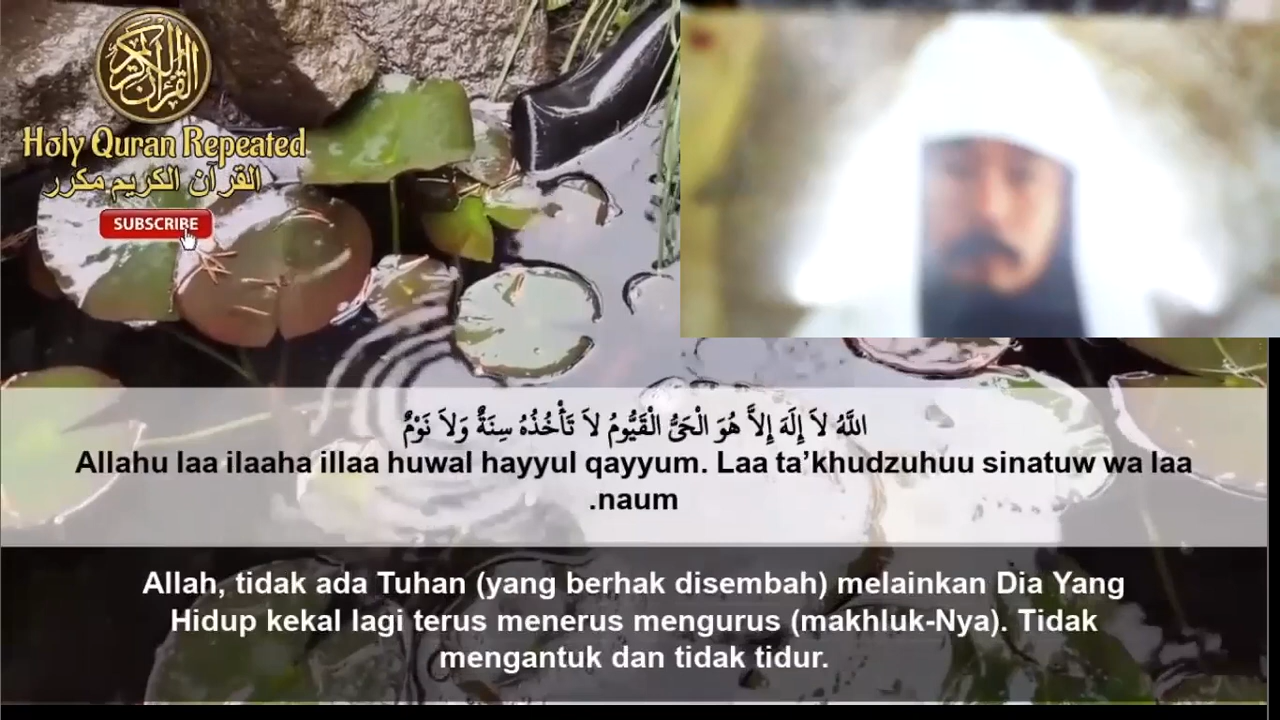 القرآن الكريم
Holy Quran Repeated
القرآن الكريم مكرر
SUBSCRIBE
اللَّهُ لاَ إِلَهَ إِلاَّ هُوَ الْحَيُّ الْقَيُّومُ لاَ تَأْخُذُهُ سِنَةٌ وَلاَ نَوْمٌ
Allahu laa ilaaha illaa huwal hayyul qayyum. Laa ta’khudzuhuu sinatuw wa laa
.naum
Allah, tidak ada Tuhan (yang berhak disembah) melainkan Dia Yang
Hidup kekal lagi terus menerus mengurus (makhluk-Nya). Tidak
mengantuk dan tidak tidur.